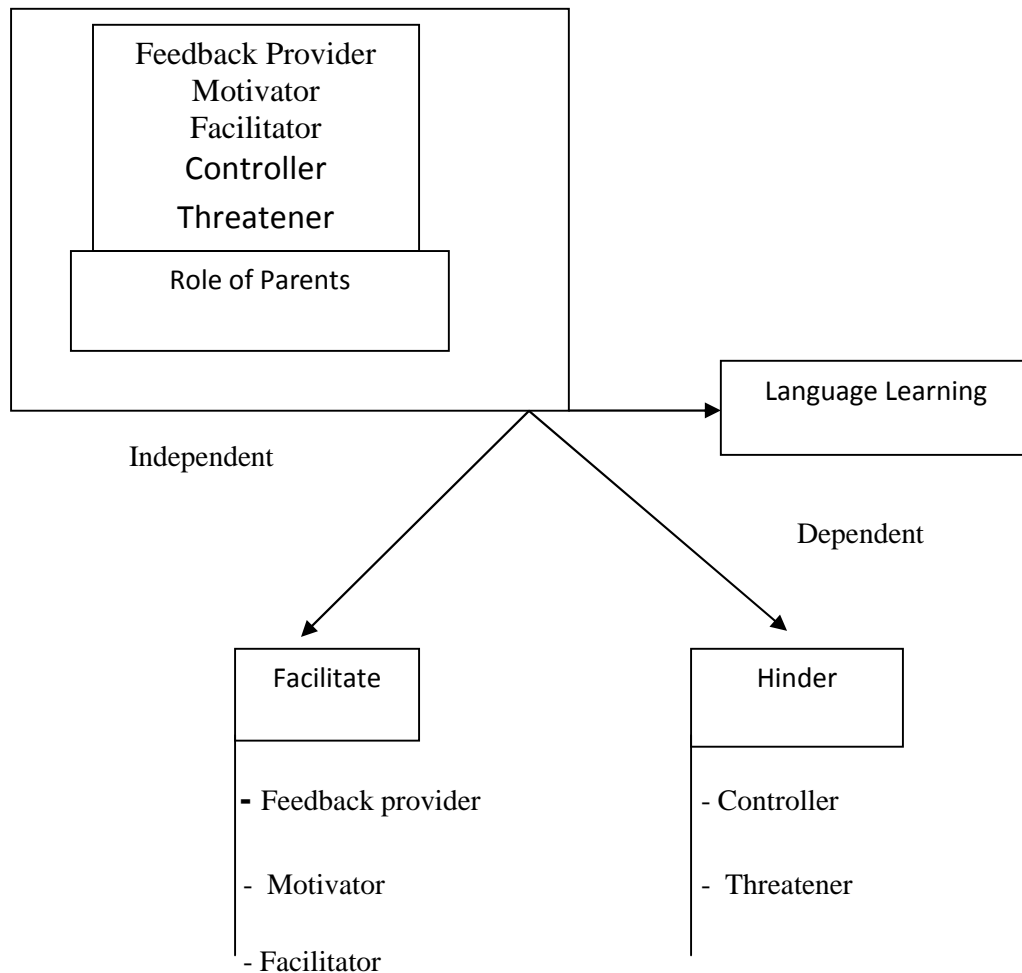 Feedback Provider
Motivator
Facilitator
Controller
Threatener
Role of Parents
Language Learning
Independent
Dependent
Facilitate
Hinder
- Feedback provider
- Motivator
- Facilitator
- Controller
- Threatener